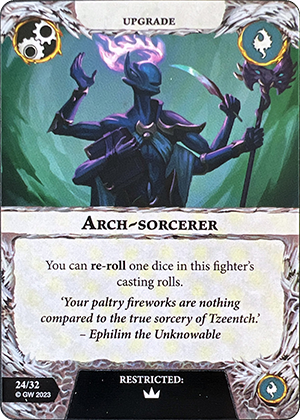 UPGRADE
ARCH-SORCERER
You can re-roll one dice in this fighter's
casting rolls.
'Your paltry fireworks are nothing
compared to the true sorcery of Tzeentch.'
– Ephilim the Unknowable
24/32
© GW 2023
RESTRICTED: